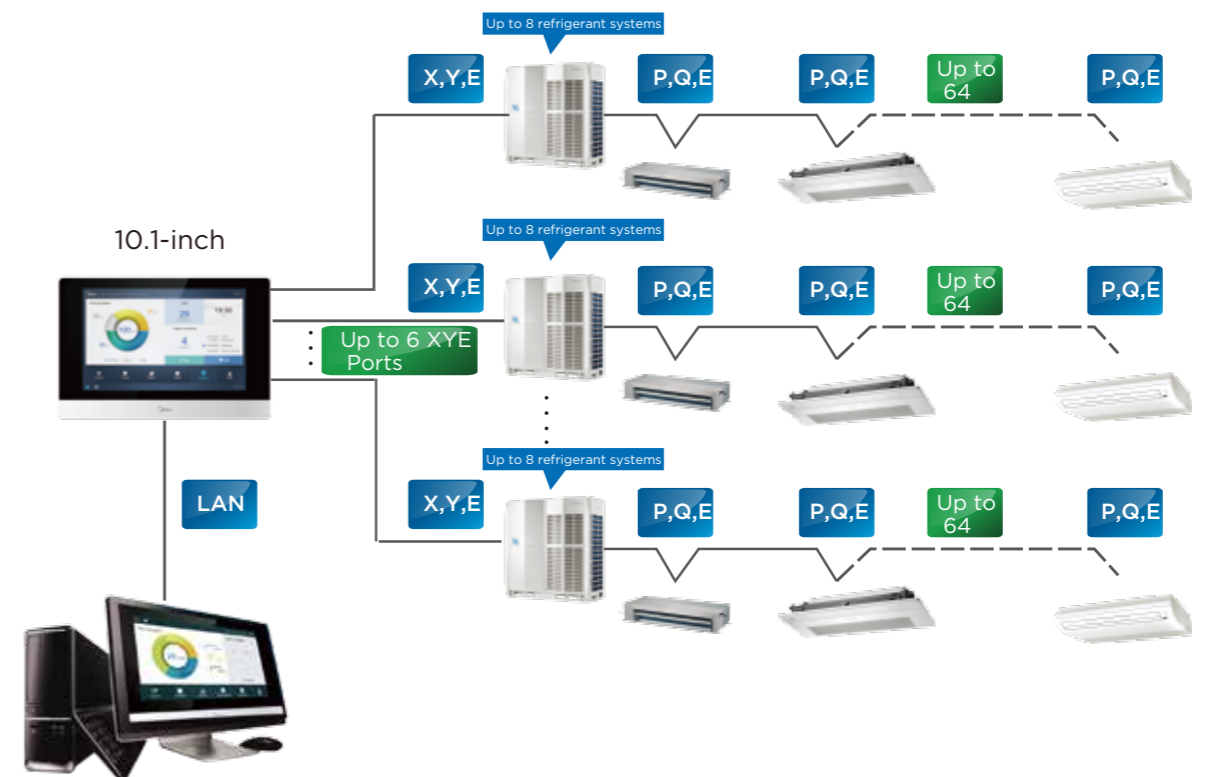 Up to 8 refrigerant systems
X,Y,E
P,Q,E
P,Q,E
Up to
64
P,Q,E
10.1-inch
Up to 8 refrigerant systems
X,Y,E
P,Q,E
P,Q,E
Up to
64
P,Q,E
Up to 6 XYE
Ports
Up to 8 refrigerant systems
LAN
X,Y,E
P,Q,E
P,Q,E
Up to
64
P,Q,E